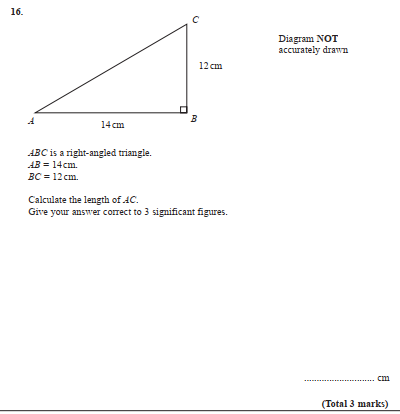 16.
C
Diagram NOT
accurately drawn
12 cm
A
14 cm
B
ABC is a right-angled triangle.
AB = 14 cm.
BC = 12 cm.
Calculate the length of AC.
Give your answer correct to 3 significant figures.
............................ cm
(Total 3 marks)